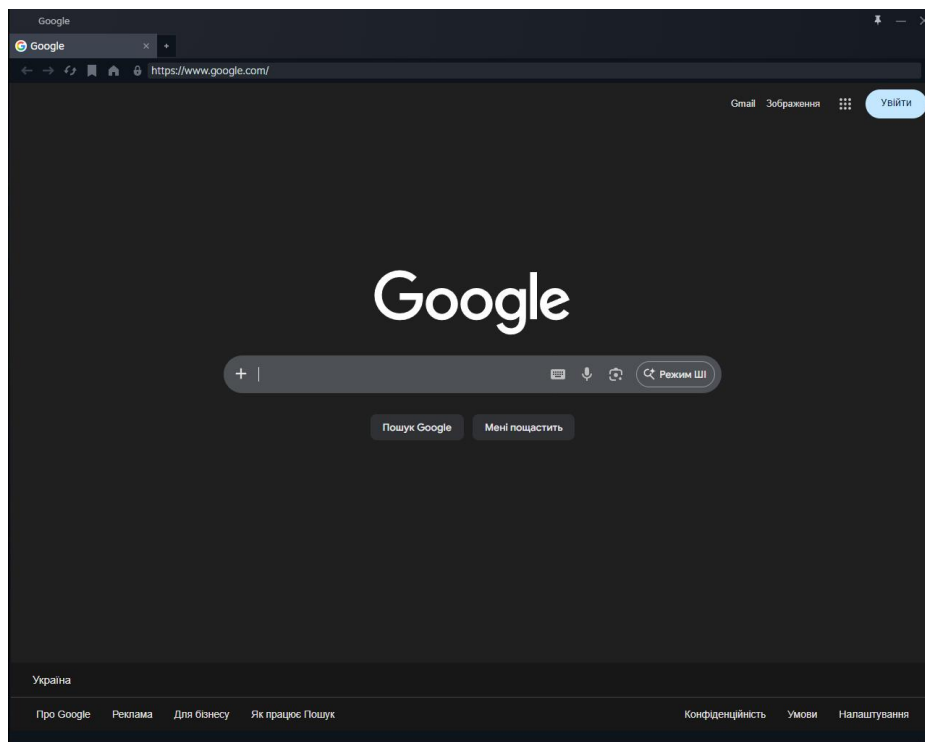 Google
Google
https://www.google.com/
Gmail Зображення Увійти
Google
Режим ШІ
Пошук Google Мені пощастить
Україна
Про Google Реклама Для бізнесу Як працює Пошук Конфіденційність Умови Налаштування